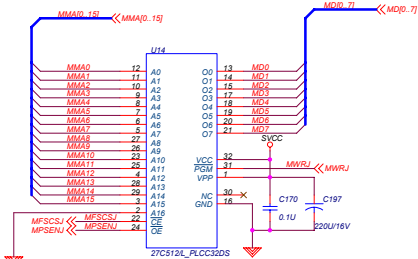 MMA[0..15]
MMA[0..15]
MD[0..7]
MD[0..7]
U14
MMA0 12 A0 O0 13 MD0
MMA1 11 A1 O1 14 MD1
MMA2 10 A2 O2 15 MD2
MMA3 9 A3 O3 17 MD3
MMA4 8 A4 O4 18 MD4
MMA5 7 A5 O5 19 MD5
MMA6 6 A6 O6 20 MD6
MMA7 5 A7 O7 21 MD7
MMA8 27 A8
MMA9 26 A9
SVCC
MMA10 23 A10 VCC 32
MMA11 25 A11 PGM 31 MWRJ MWRJ
MMA12 4 A12 VPP 1
MMA13 28 A13
MMA14 29 A14 NC 30
MMA15 3 A15 GND 16
2 A16
MFSCSJ MFSCSJ 22 CE
MPSENJ MPSENJ 24 OE
C170
0.1U
C197
220U/16V
27C512/L_PLCC32DS